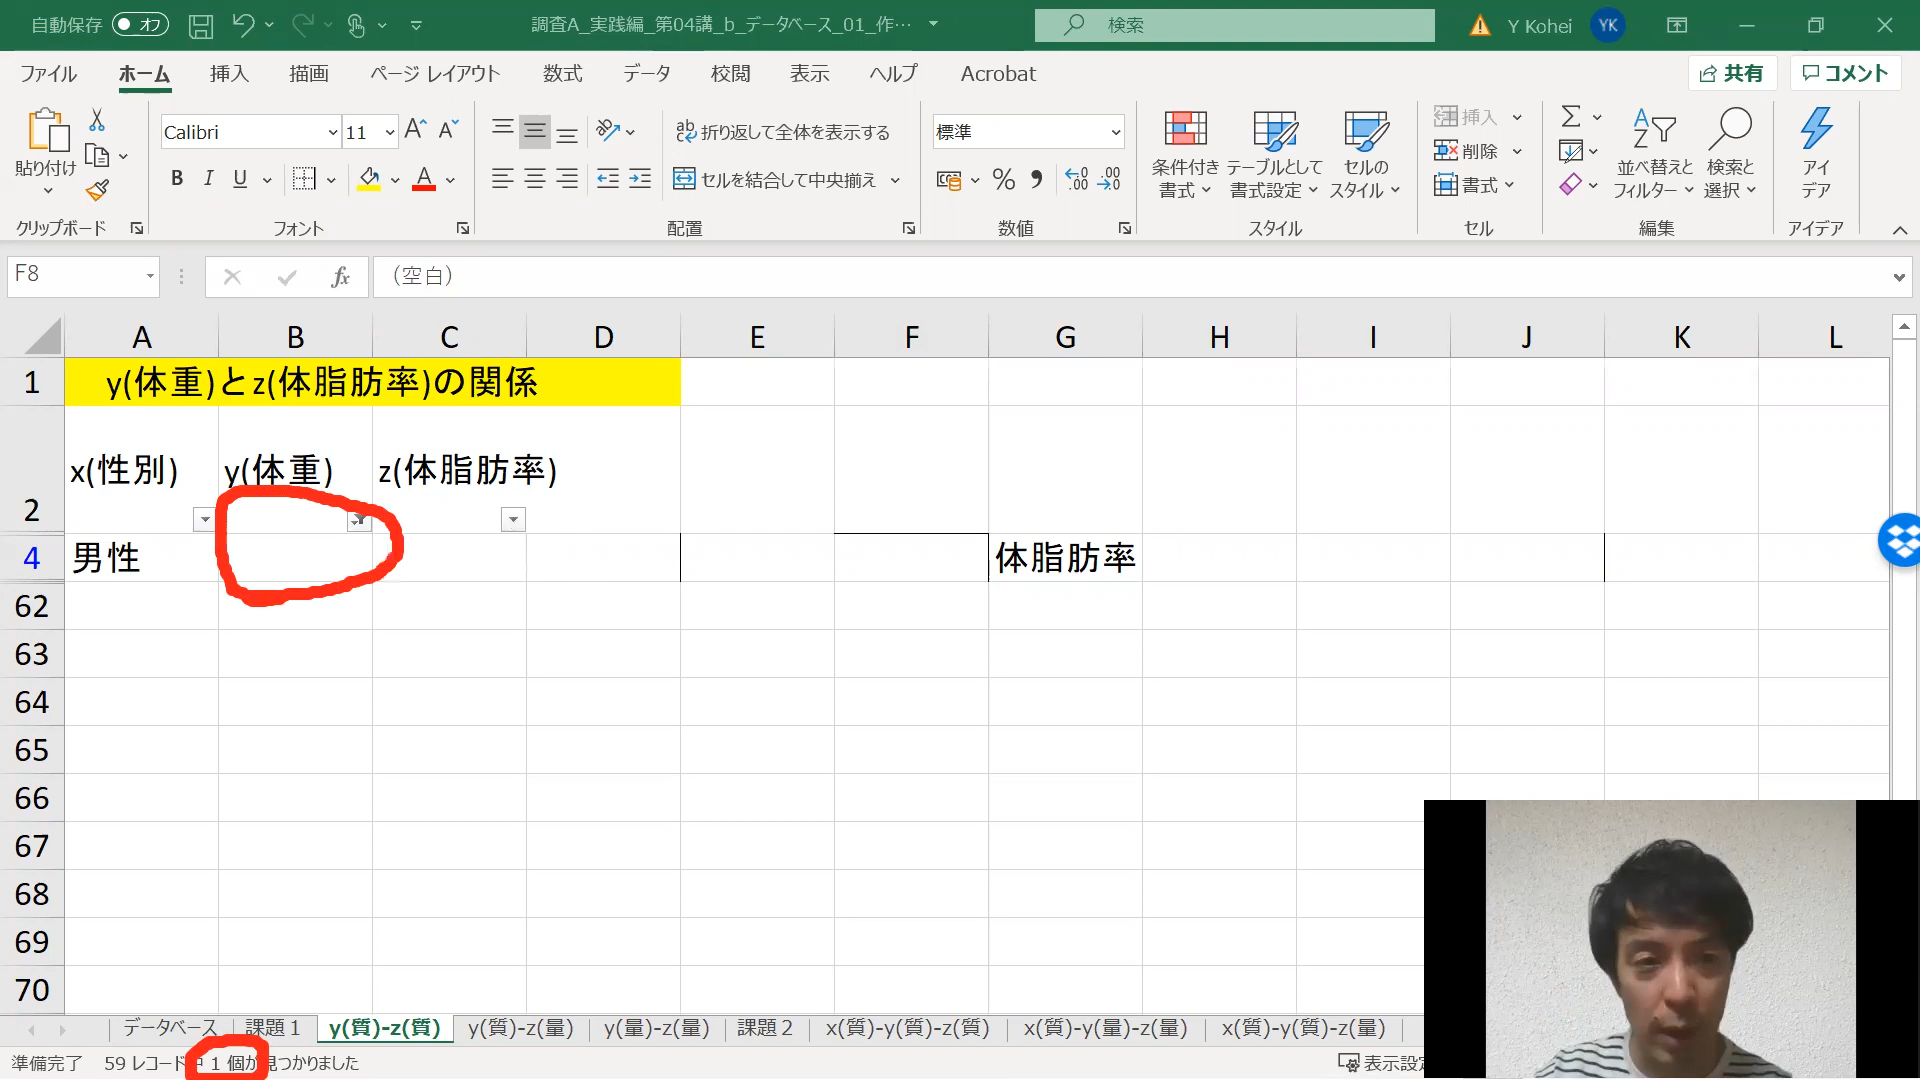 自動保存 オフ 調査A_実践編_第04講_b_データベース_01_作… 検索 Y Kohei YK
ファイル ホーム 挿入 描画 ページ レイアウト 数式 データ 校閲 表示 ヘルプ Acrobat 共有 コメント
貼り付け Calibri 11 A A ab 折り返して全体を表示する 標準 条件付き書式 テーブルとして書式設定 セルのスタイル 挿入 削除 書式 並べ替えとフィルター 検索と選択 アイデア
B I U A セルを結合して中央揃え % 9
クリップボード フォント 配置 数値 スタイル セル 編集 アイデア
F8 fx (空白)
A B C D E F G H I J K L
1 y(体重)とz(体脂肪率)の関係
2 x(性別) y(体重) z(体脂肪率)
4 男性 体脂肪率
62
63
64
65
66
67
68
69
70
データベース 課題1 y(質)-z(質) y(質)-z(量) y(量)-z(量) 課題2 x(質)-y(質)-z(質) x(質)-y(量)-z(量) x(質)-y(質)-z(量)
準備完了 59 レコード中 1 個が見つかりました 表示設定